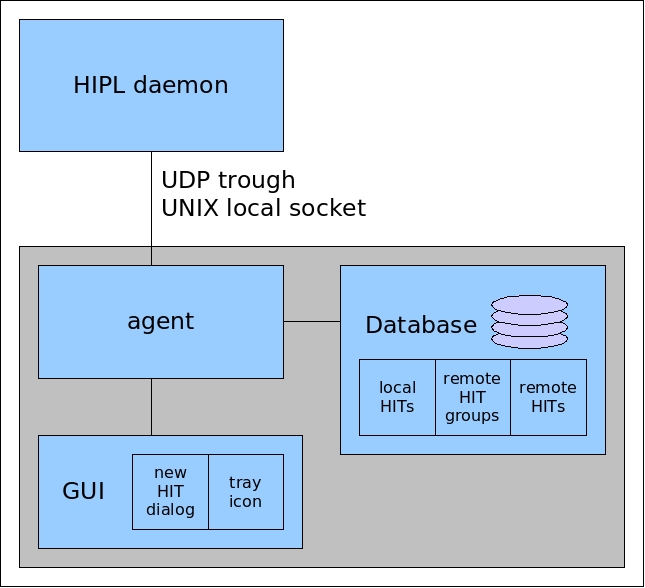 HIPL daemon
UDP trough
UNIX local socket
agent
Database
local
HITs
remote
HIT
groups
remote
HITs
GUI
new
HIT
dialog
tray
icon